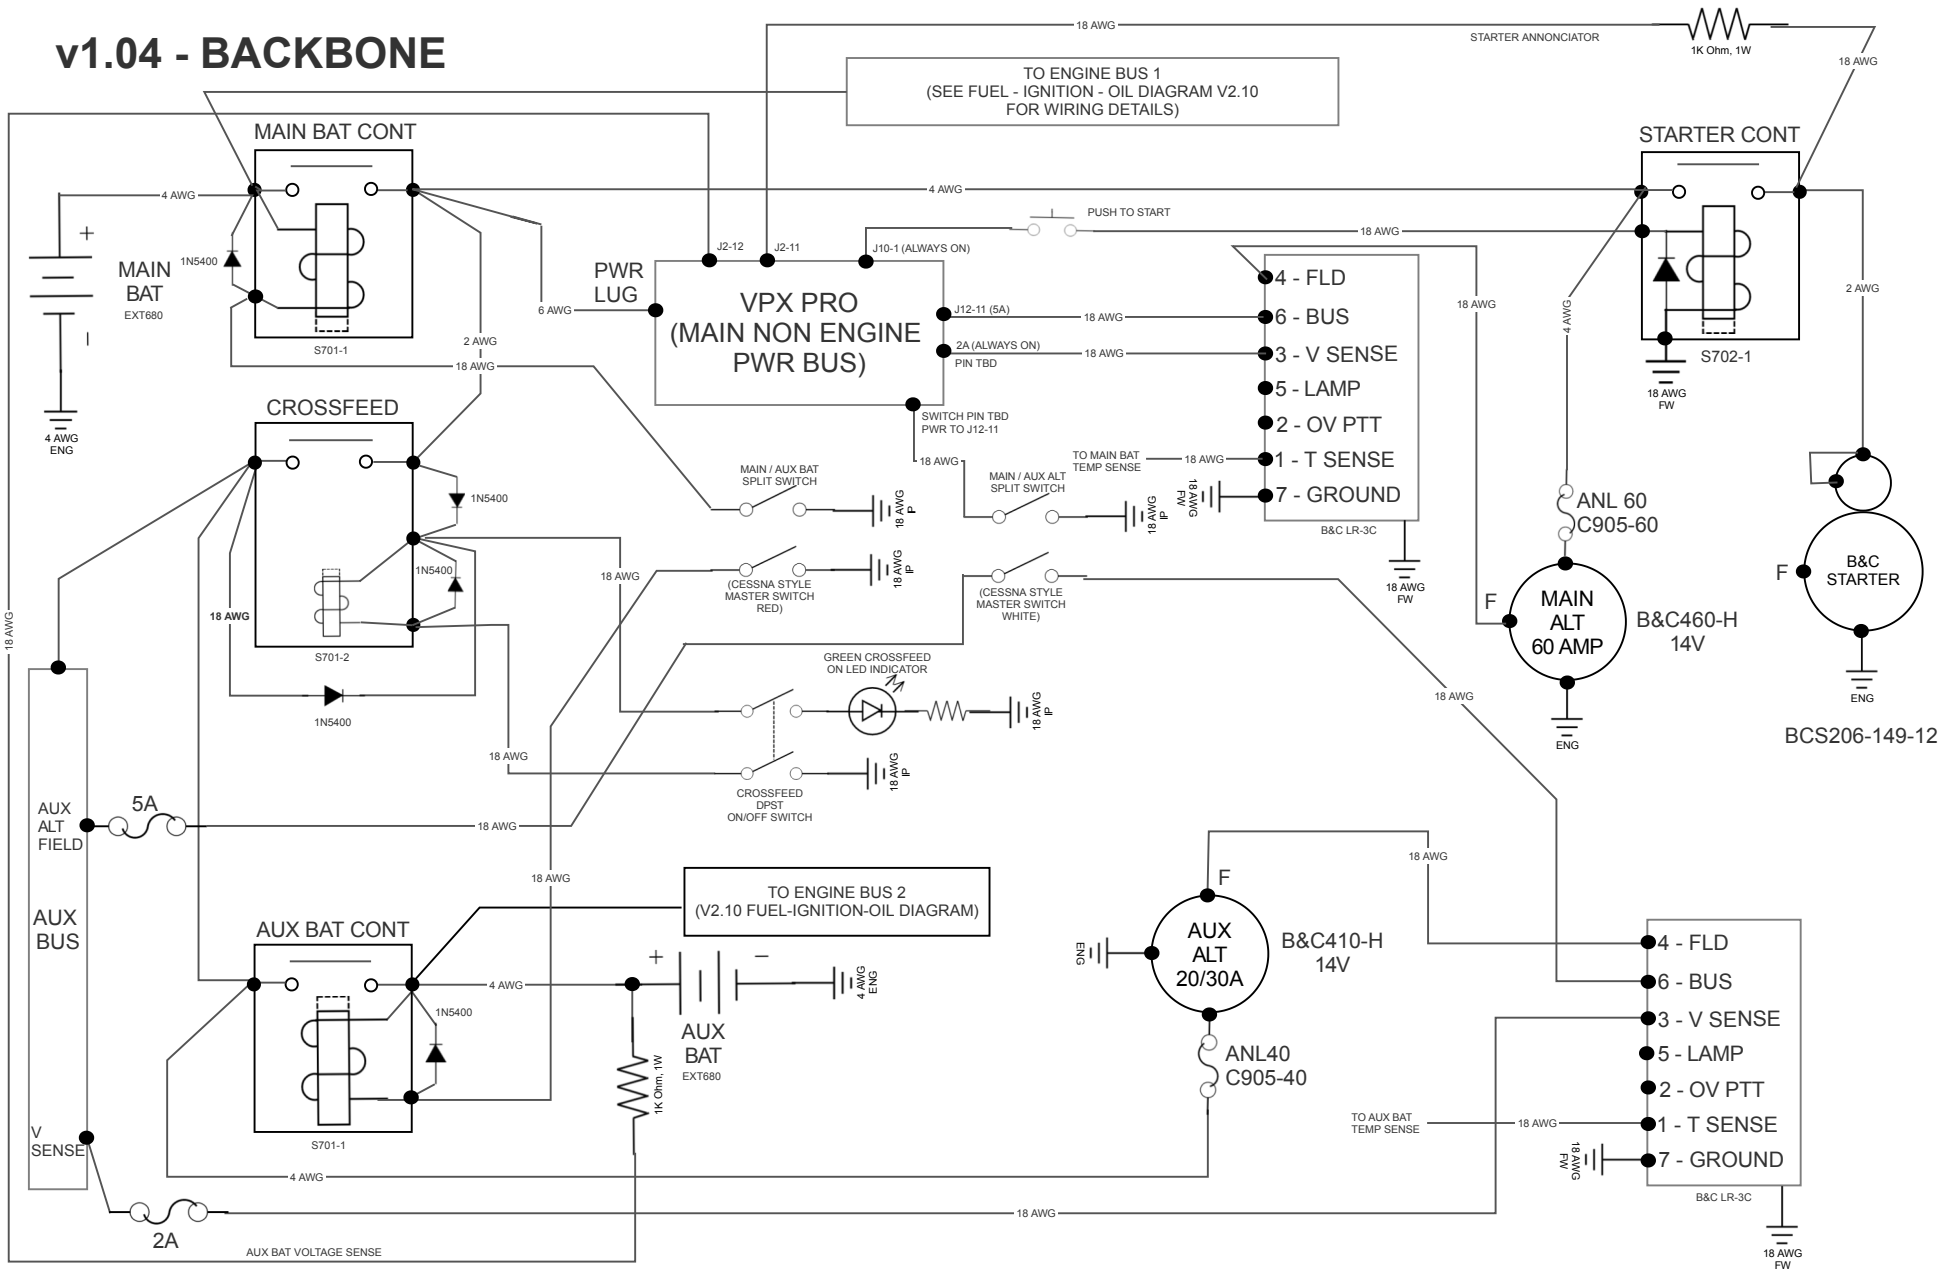 v1.04 - BACKBONE
18 AWG
STARTER ANNONCIATOR
1K Ohm, 1W
18 AWG
TO ENGINE BUS 1
(SEE FUEL - IGNITION - OIL DIAGRAM V2.10
FOR WIRING DETAILS)
MAIN BAT CONT
STARTER CONT
4 AWG
4 AWG
PUSH TO START
18 AWG
J2-12
J2-11
J10-1 (ALWAYS ON)
+
MAIN
BAT
EXT680
1N5400
PWR
LUG
6 AWG
VPX PRO
(MAIN NON ENGINE
PWR BUS)
J12-11 (5A)
18 AWG
2A (ALWAYS ON)
PIN TBD
18 AWG
4 - FLD
6 - BUS
3 - V SENSE
5 - LAMP
2 - OV PTT
1 - T SENSE
7 - GROUND
B&C LR-3C
18 AWG
FW
18 AWG
4 AWG
2 AWG
S702-1
18 AWG
FW
S701-1
2 AWG
18 AWG
CROSSFEED
4 AWG
ENG
SWITCH PIN TBD
PWR TO J12-11
18 AWG
TO MAIN BAT
TEMP SENSE
18 AWG
18 AWG
FW
MAIN / AUX BAT
SPLIT SWITCH
18 AWG
IP
MAIN / AUX ALT
SPLIT SWITCH
18 AWG
IP
1N5400
1N5400
18 AWG
18 AWG
(CESSNA STYLE
MASTER SWITCH
RED)
18 AWG
IP
(CESSNA STYLE
MASTER SWITCH
WHITE)
ANL 60
C905-60
F
MAIN
ALT
60 AMP
B&C460-H
14V
ENG
F
B&C
STARTER
ENG
BCS206-149-12
18 AWG
S701-2
1N5400
GREEN CROSSFEED
ON LED INDICATOR
18 AWG
IP
18 AWG
18 AWG
IP
CROSSFEED
DPST
ON/OFF SWITCH
18 AWG
AUX
ALT
FIELD
5A
18 AWG
18 AWG
AUX
BUS
TO ENGINE BUS 2
(V2.10 FUEL-IGNITION-OIL DIAGRAM)
AUX BAT CONT
4 AWG
+
−
4 AWG
ENG
AUX
BAT
EXT680
1N5400
1K Ohm, 1W
S701-1
18 AWG
F
AUX
ALT
20/30A
ENG
B&C410-H
14V
ANL40
C905-40
4 - FLD
6 - BUS
3 - V SENSE
5 - LAMP
2 - OV PTT
1 - T SENSE
7 - GROUND
B&C LR-3C
18 AWG
FW
TO AUX BAT
TEMP SENSE
18 AWG
18 AWG
FW
V
SENSE
4 AWG
2A
18 AWG
AUX BAT VOLTAGE SENSE